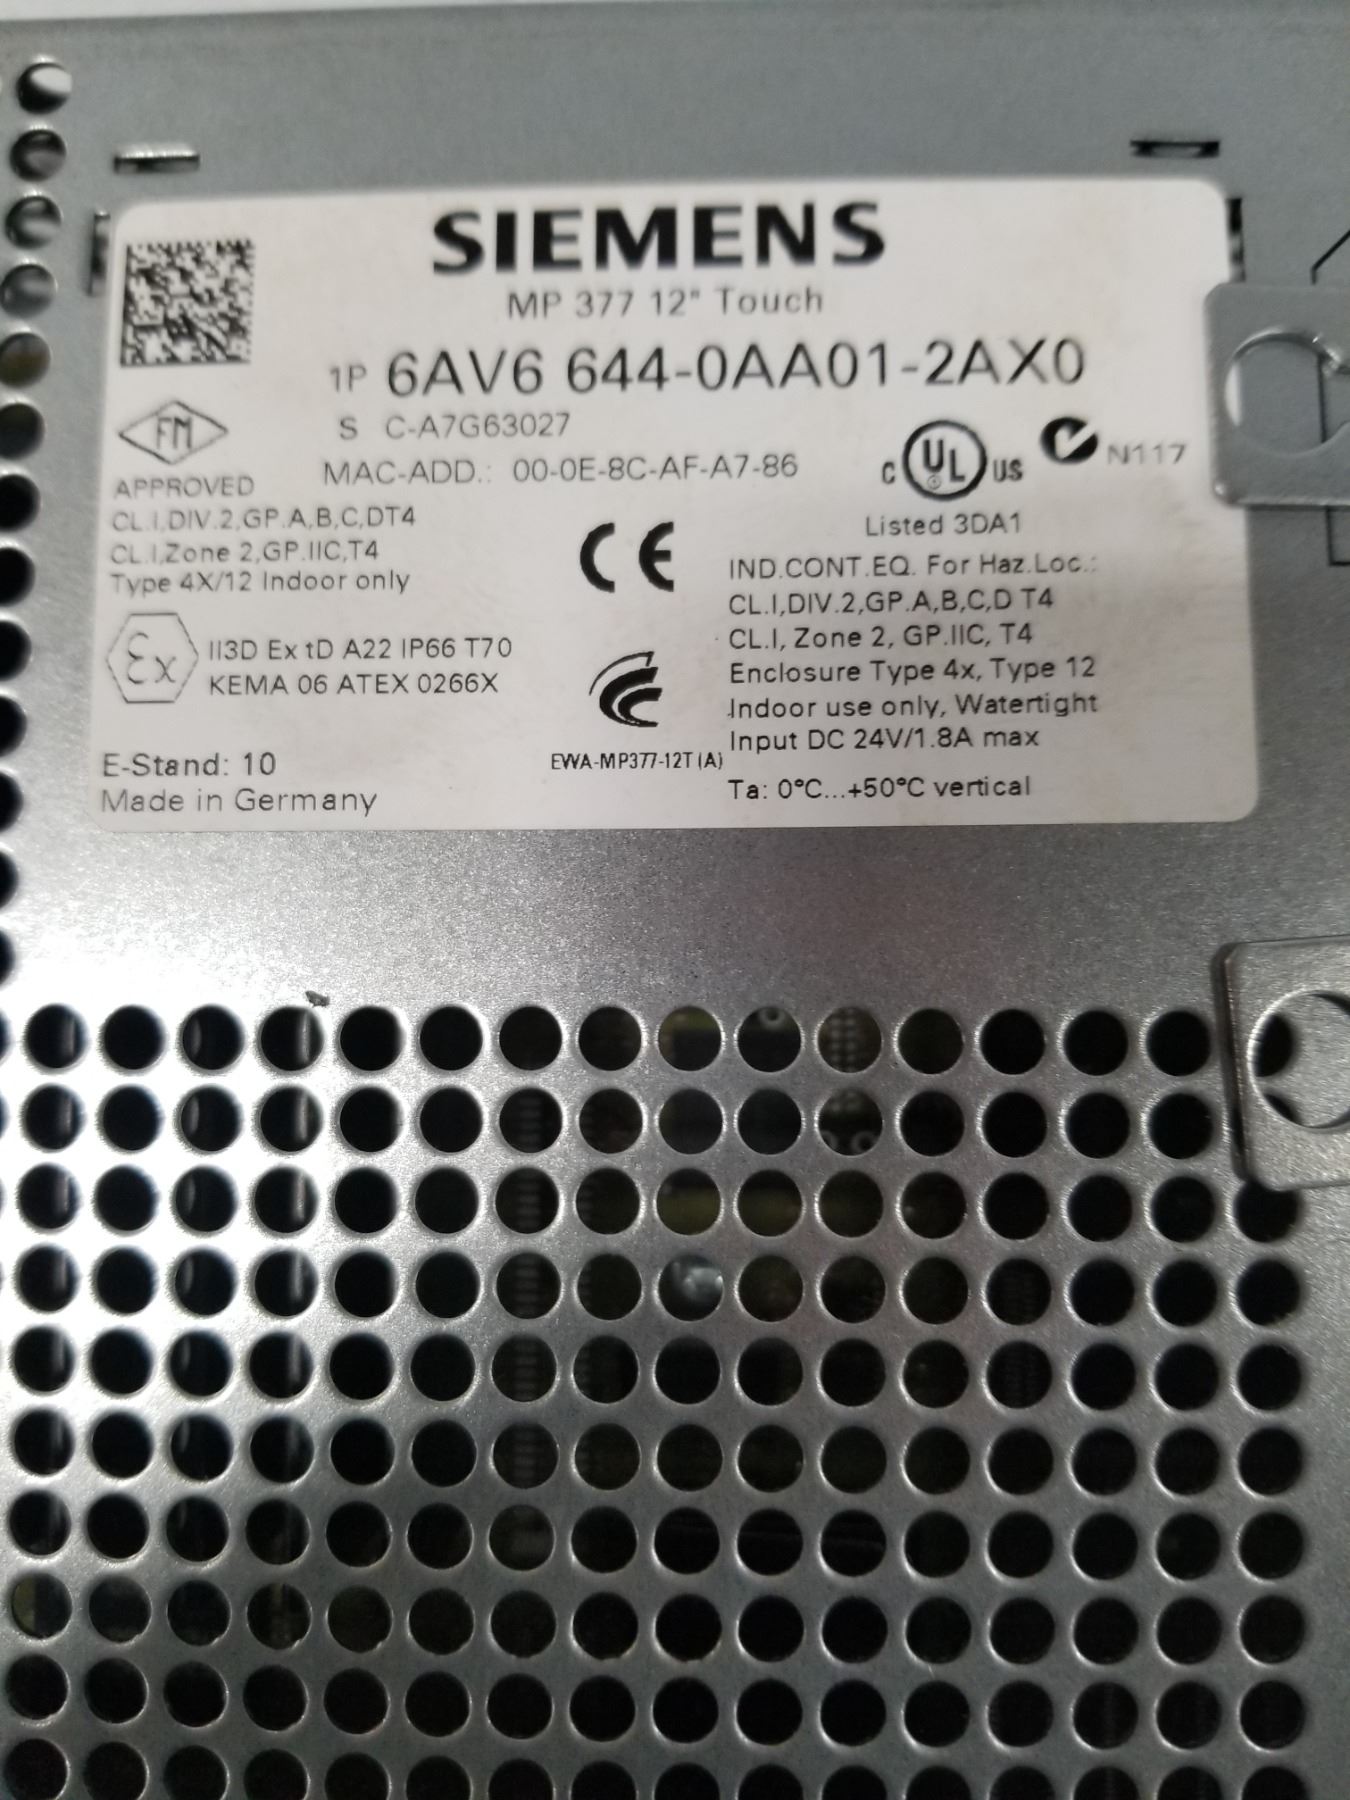 SIEMENS
MP 377 12" Touch
1P 6AV6 644-0AA01-2AX0
S C-A7G63027
MAC-ADD.: 00-0E-8C-AF-A7-86
FM
APPROVED
CL.I,DIV.2,GP.A,B,C,DT4
CL.I,Zone 2,GP.IIC,T4
Type 4X/12 Indoor only
Ex II3D Ex tD A22 IP66 T70
KEMA 06 ATEX 0266X
E-Stand: 10
Made in Germany
CE
EWA-MP377-12T(A)
C UL US N117
Listed 3DA1
IND.CONT.EQ. For Haz.Loc.:
CL.I,DIV.2,GP.A,B,C,D T4
CL.I, Zone 2, GP.IIC, T4
Enclosure Type 4x, Type 12
Indoor use only, Watertight
Input DC 24V/1.8A max
Ta: 0°C...+50°C vertical